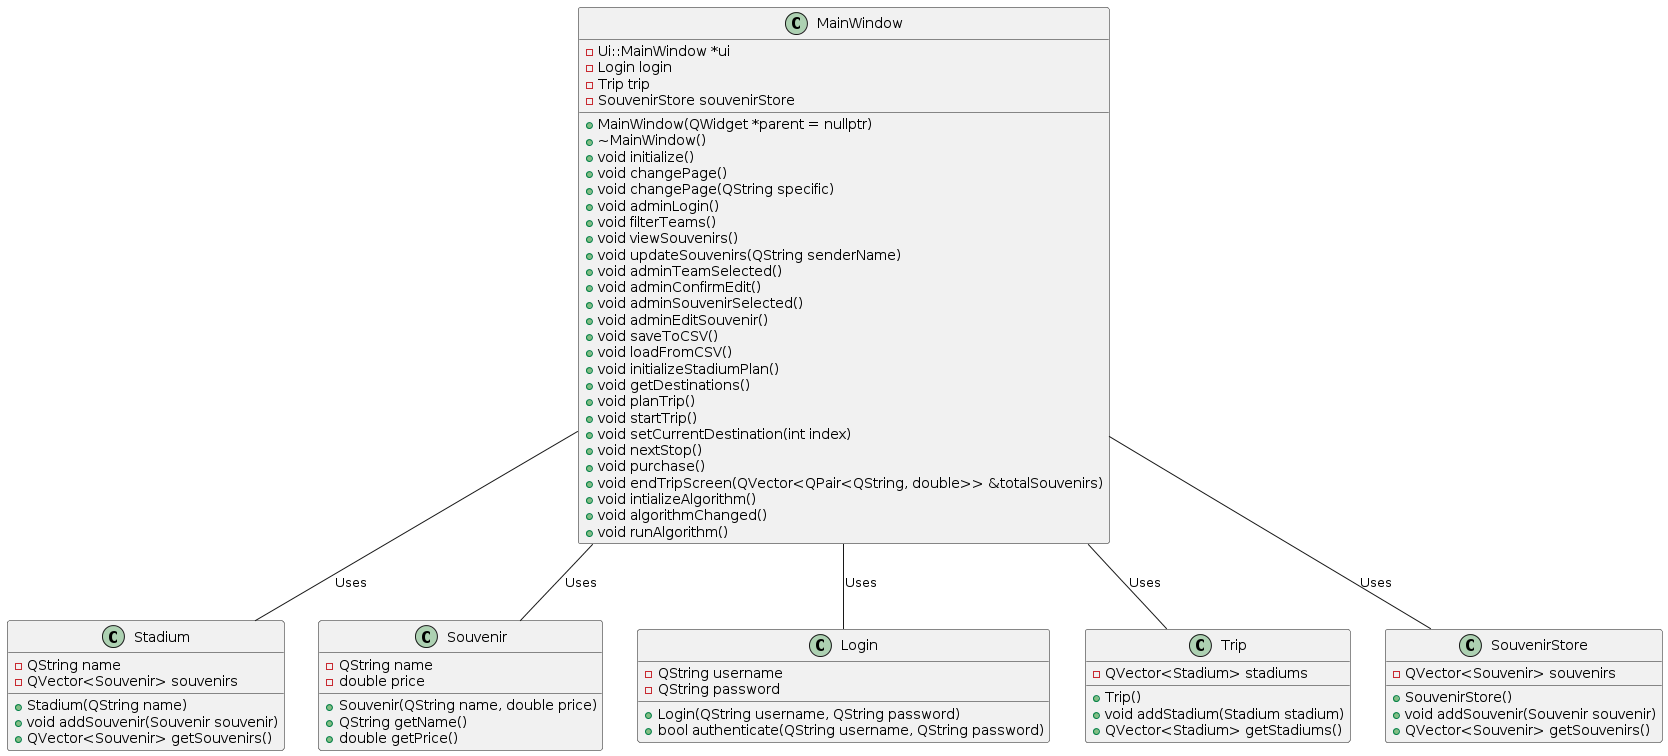 C MainWindow
Ui::MainWindow *ui
Login login
Trip trip
SouvenirStore souvenirStore
MainWindow(QWidget *parent = nullptr)
~MainWindow()
void initialize()
void changePage()
void changePage(QString specific)
void adminLogin()
void filterTeams()
void viewSouvenirs()
void updateSouvenirs(QString senderName)
void adminTeamSelected()
void adminConfirmEdit()
void adminSouvenirSelected()
void adminEditSouvenir()
void saveToCSV()
void loadFromCSV()
void initializeStadiumPlan()
void getDestinations()
void planTrip()
void startTrip()
void setCurrentDestination(int index)
void nextStop()
void purchase()
void endTripScreen(QVector<QPair<QString, double>> &totalSouvenirs)
void intializeAlgorithm()
void algorithmChanged()
void runAlgorithm()
Uses
Uses
Uses
Uses
Uses
C Stadium
QString name
QVector<Souvenir> souvenirs
Stadium(QString name)
void addSouvenir(Souvenir souvenir)
QVector<Souvenir> getSouvenirs()
C Souvenir
QString name
double price
Souvenir(QString name, double price)
QString getName()
double getPrice()
C Login
QString username
QString password
Login(QString username, QString password)
bool authenticate(QString username, QString password)
C Trip
QVector<Stadium> stadiums
Trip()
void addStadium(Stadium stadium)
QVector<Stadium> getStadiums()
C SouvenirStore
QVector<Souvenir> souvenirs
SouvenirStore()
void addSouvenir(Souvenir souvenir)
QVector<Souvenir> getSouvenirs()